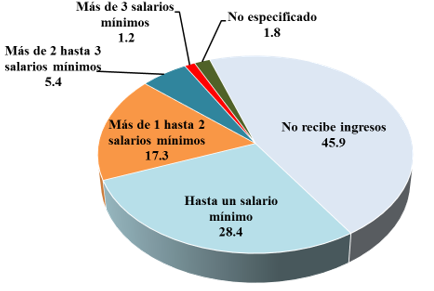 Más de 3 salarios
mínimos
1.2
No especificado
1.8
Más de 2 hasta 3
salarios mínimos
5.4
Más de 1 hasta 2
salarios mínimos
17.3
No recibe ingresos
45.9
Hasta un salario
mínimo
28.4